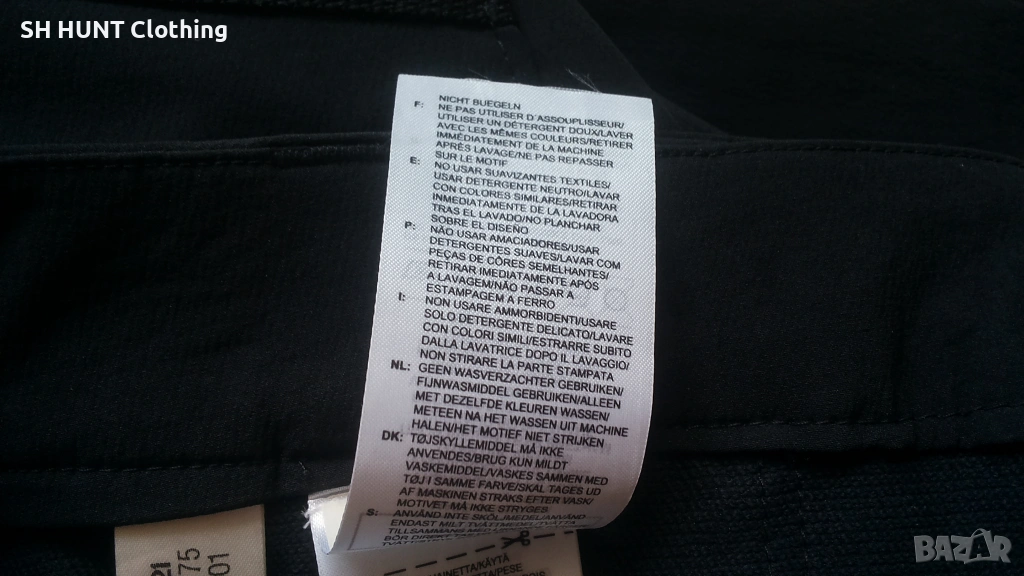 SH HUNT Clothing
NICHT BUEGELN
F: NE PAS UTILISER D'ASSOUPLISSEUR/
UTILISER UN DÉTERGENT DOUX/LAVER
AVEC LES MÊMES COULEURS/RETIRER
IMMÉDIATEMENT DE LA MACHINE
APRÈS LAVAGE/NE PAS REPASSER
SUR LE MOTIF
E: NO USAR SUAVIZANTES TEXTILES/
USAR DETERGENTE NEUTRO/LAVAR
CON COLORES SIMILARES/RETIRAR
INMEDIATAMENTE DE LA LAVADORA
TRAS EL LAVADO/NO PLANCHAR
SOBRE EL DISEÑO
P: NÃO USAR AMACIADORES/USAR
DETERGENTES SUAVES/LAVAR COM
PEÇAS DE CÔRES SEMELHANTES/
RETIRAR IMEDIATAMENTE APÓS
A LAVAGEM/NÃO PASSAR A
ESTAMPAGEM A FERRO
I: NON USARE AMMORBIDENTI/USARE
SOLO DETERGENTE DELICATO/LAVARE
CON COLORI SIMILI/ESTRARRE SUBITO
DALLA LAVATRICE DOPO IL LAVAGGIO/
NON STIRARE LA PARTE STAMPATA
NL: GEEN WASVERZACHTER GEBRUIKEN/
FIJNWASMIDDEL GEBRUIKEN/ALLEEN
MET DEZELFDE KLEUREN WASSEN/
METEEN NA HET WASSEN UIT MACHINE
HALEN/HET MOTIEF NIET STRIJKEN
DK: TØJSKYLLEMIDDEL MÅ IKKE
ANVENDES/BRUG KUN MILDT
VASKEMIDDEL/VASKES SAMMEN MED
TØJ I SAMME FARVE/SKAL TAGES UD
AF MASKINEN STRAKS EFTER VASK/
MOTIVET MÅ IKKE STRYGES
S: ANVÄND INTE SKÖLJMEDEL/ANVÄND
ENDAST MILT TVÄTTMEDEL/TVÄTTA
TILLSAMMANS MED
BÖR DIREKT
75
01
BAZAR